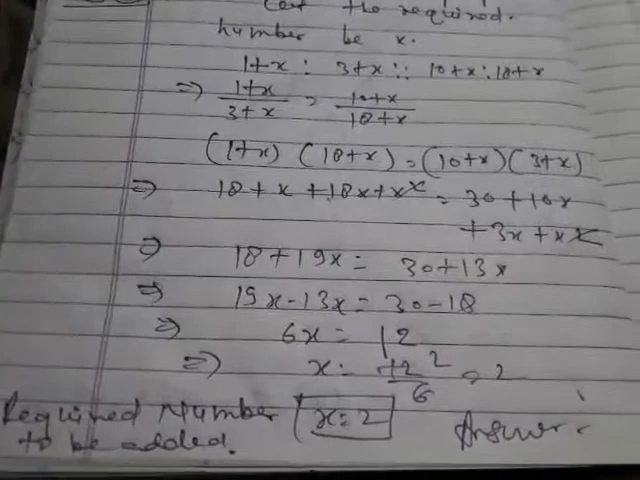 Let the required.
number be x.
1+x : 3+x :: 10+x : 18+x
⇒ 1+x / 3+x = 10+x / 18+x
(1+x) (18+x) = (10+x) (3+x)
⇒ 18+x+18x+x² = 30+10x
+3x+x²
⇒ 18+19x = 30+13x
⇒ 19x-13x = 30-18
⇒ 6x = 12
⇒ x = 12/6 2 = 2
Required Number x=2 Answer.
to be added.